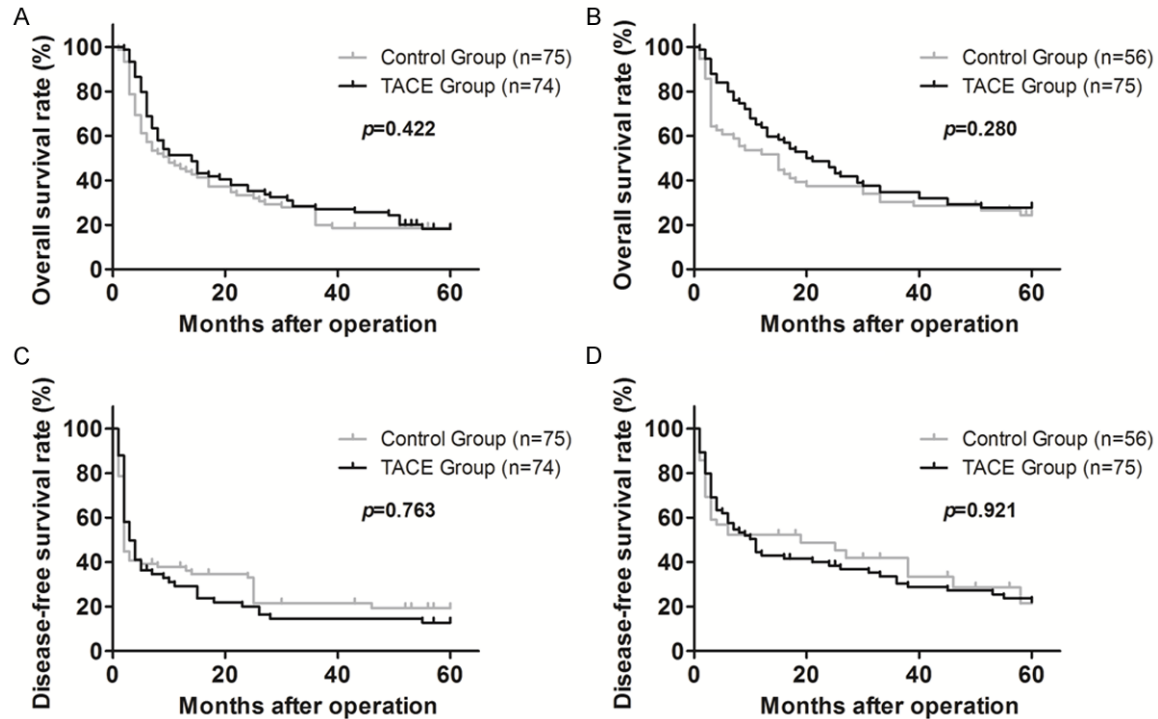 A
Overall survival rate (%)
100
80
60
40
20
0
0 20 40 60
Months after operation
Control Group (n=75)
TACE Group (n=74)
p=0.422
B
Overall survival rate (%)
100
80
60
40
20
0
0 20 40 60
Months after operation
Control Group (n=56)
TACE Group (n=75)
p=0.280
C
Disease-free survival rate (%)
100
80
60
40
20
0
0 20 40 60
Months after operation
Control Group (n=75)
TACE Group (n=74)
p=0.763
D
Disease-free survival rate (%)
100
80
60
40
20
0
0 20 40 60
Months after operation
Control Group (n=56)
TACE Group (n=75)
p=0.921